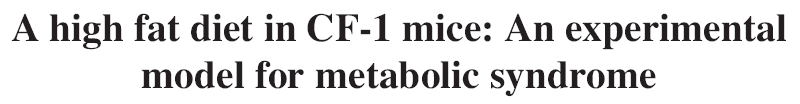 A high fat diet in CF-1 mice: An experimental
model for metabolic syndrome